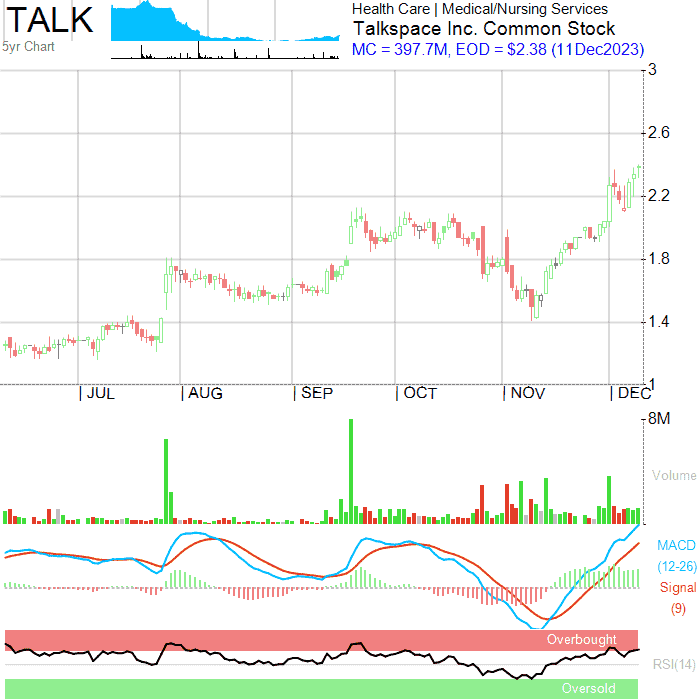 TALK
5yr Chart
Health Care | Medical/Nursing Services
Talkspace Inc. Common Stock
MC = 397.7M, EOD = $2.38 (11Dec2023)
3
2.6
2.2
1.8
1.4
1
| JUL | AUG | SEP | OCT | NOV | DEC
8M
Volume
MACD
(12-26)
Signal
(9)
Overbought
RSI(14)
Oversold